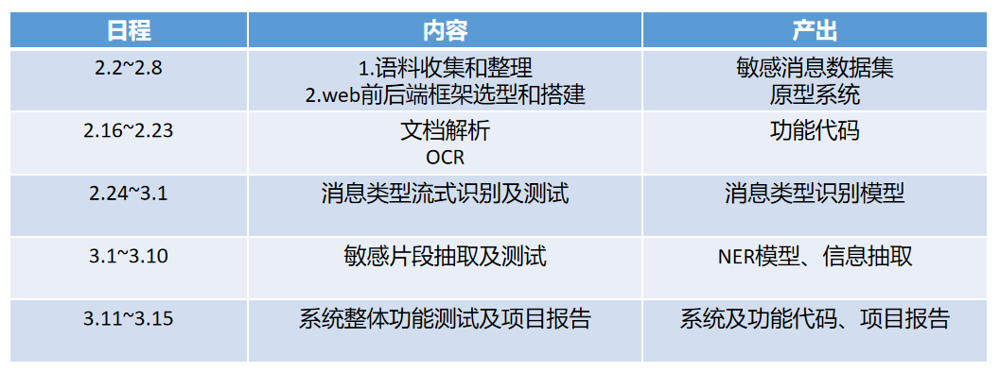 日程 内容 产出
2.2~2.8 1.语料收集和整理 敏感消息数据集
2.web前后端框架选型和搭建 原型系统
2.16~2.23 文档解析 功能代码
OCR
2.24~3.1 消息类型流式识别及测试 消息类型识别模型
3.1~3.10 敏感片段抽取及测试 NER模型、信息抽取
3.11~3.15 系统整体功能测试及项目报告 系统及功能代码、项目报告